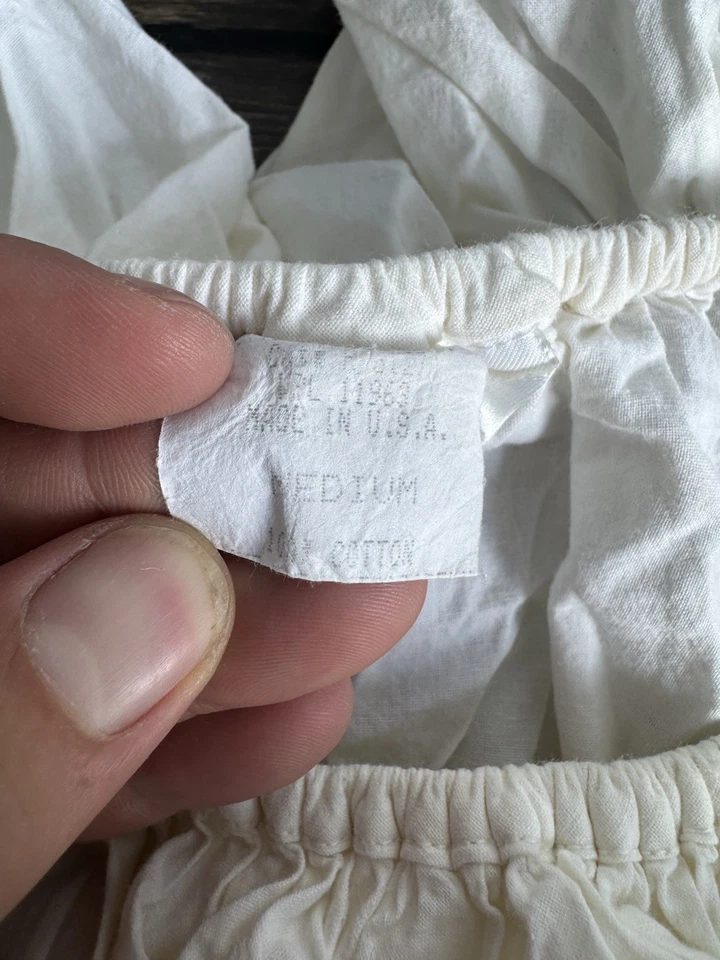 11963
MADE IN U.S.A.
MEDIUM
100% COTTON